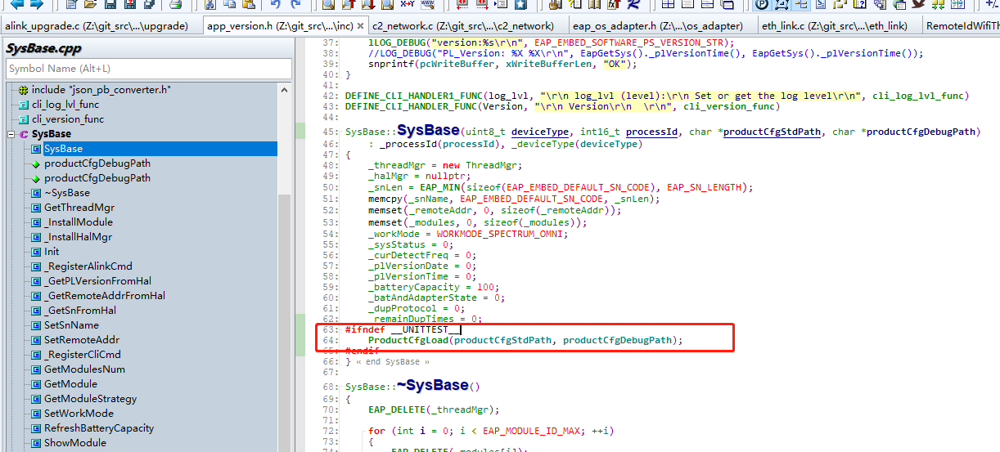 alink_upgrade.c (Z:\git_src\...\upgrade)
app_version.h (Z:\git_src\...\inc)
c2_network.c (Z:\git_src\...\c2_network)
eap_os_adapter.h (Z:\...\os_adapter)
eth_link.c (Z:\git_src\...\eth_link)
RemoteIdWifiTh
SysBase.cpp
Symbol Name (Alt+L)
include "json_pb_converter.h"
cli_log_lvl_func
cli_version_func
SysBase
SysBase
productCfgDebugPath
productCfgDebugPath
~SysBase
GetThreadMgr
_InstallModule
_InstallHalMgr
Init
_RegisterAlinkCmd
_GetPLVersionFromHal
_GetRemoteAddrFromHal
_GetSnFromHal
SetSnName
SetRemoteAddr
_RegisterCliCmd
GetModulesNum
GetModule
GetModuleStrategy
SetWorkMode
RefreshBatteryCapacity
ShowModule
37: lLOG_DEBUG("version:%s\r\n", EAP_EMBED_SOFTWARE_PS_VERSION_STR);
38: //LOG_DEBUG("PL_Version: %X %X\r\n", EapGetSys()._plVersionTime(), EapGetSys()._plVersionTime());
39: snprintf(pcWriteBuffer, xWriteBufferLen, "OK");
40: }
41:
42: DEFINE_CLI_HANDLER1_FUNC(log_lvl, "\r\n log_lvl (level):\r\n Set or get the log level\r\n", cli_log_lvl_func)
43: DEFINE_CLI_HANDLER_FUNC(Version, "\r\n Version\r\n  \r\n", cli_version_func)
44:
45: SysBase::SysBase(uint8_t deviceType, int16_t processId, char *productCfgStdPath, char *productCfgDebugPath)
46: : _processId(processId), _deviceType(deviceType)
47: {
48: _threadMgr = new ThreadMgr;
49: _halMgr = nullptr;
50: _snLen = EAP_MIN(sizeof(EAP_EMBED_DEFAULT_SN_CODE), EAP_SN_LENGTH);
51: memcpy(_snName, EAP_EMBED_DEFAULT_SN_CODE, _snLen);
52: memset(_remoteAddr, 0, sizeof(_remoteAddr));
53: memset(_modules, 0, sizeof(_modules));
54: _workMode = WORKMODE_SPECTRUM_OMNI;
55: _sysStatus = 0;
56: _curDetectFreq = 0;
57: _plVersionDate = 0;
58: _plVersionTime = 0;
59: _batteryCapacity = 100;
60: _batAndAdapterState = 0;
61: _dupProtocol = 0;
62: _remainDupTimes = 0;
63: #ifndef __UNITTEST__
64: ProductCfgLoad(productCfgStdPath, productCfgDebugPath);
65: #endif
66: } « end SysBase »
67:
68: SysBase::~SysBase()
69: {
70: EAP_DELETE(_threadMgr);
71:
72: for (int i = 0; i < EAP_MODULE_ID_MAX; ++i)
73: {
74: EAP_DELETE(_modules[i]);